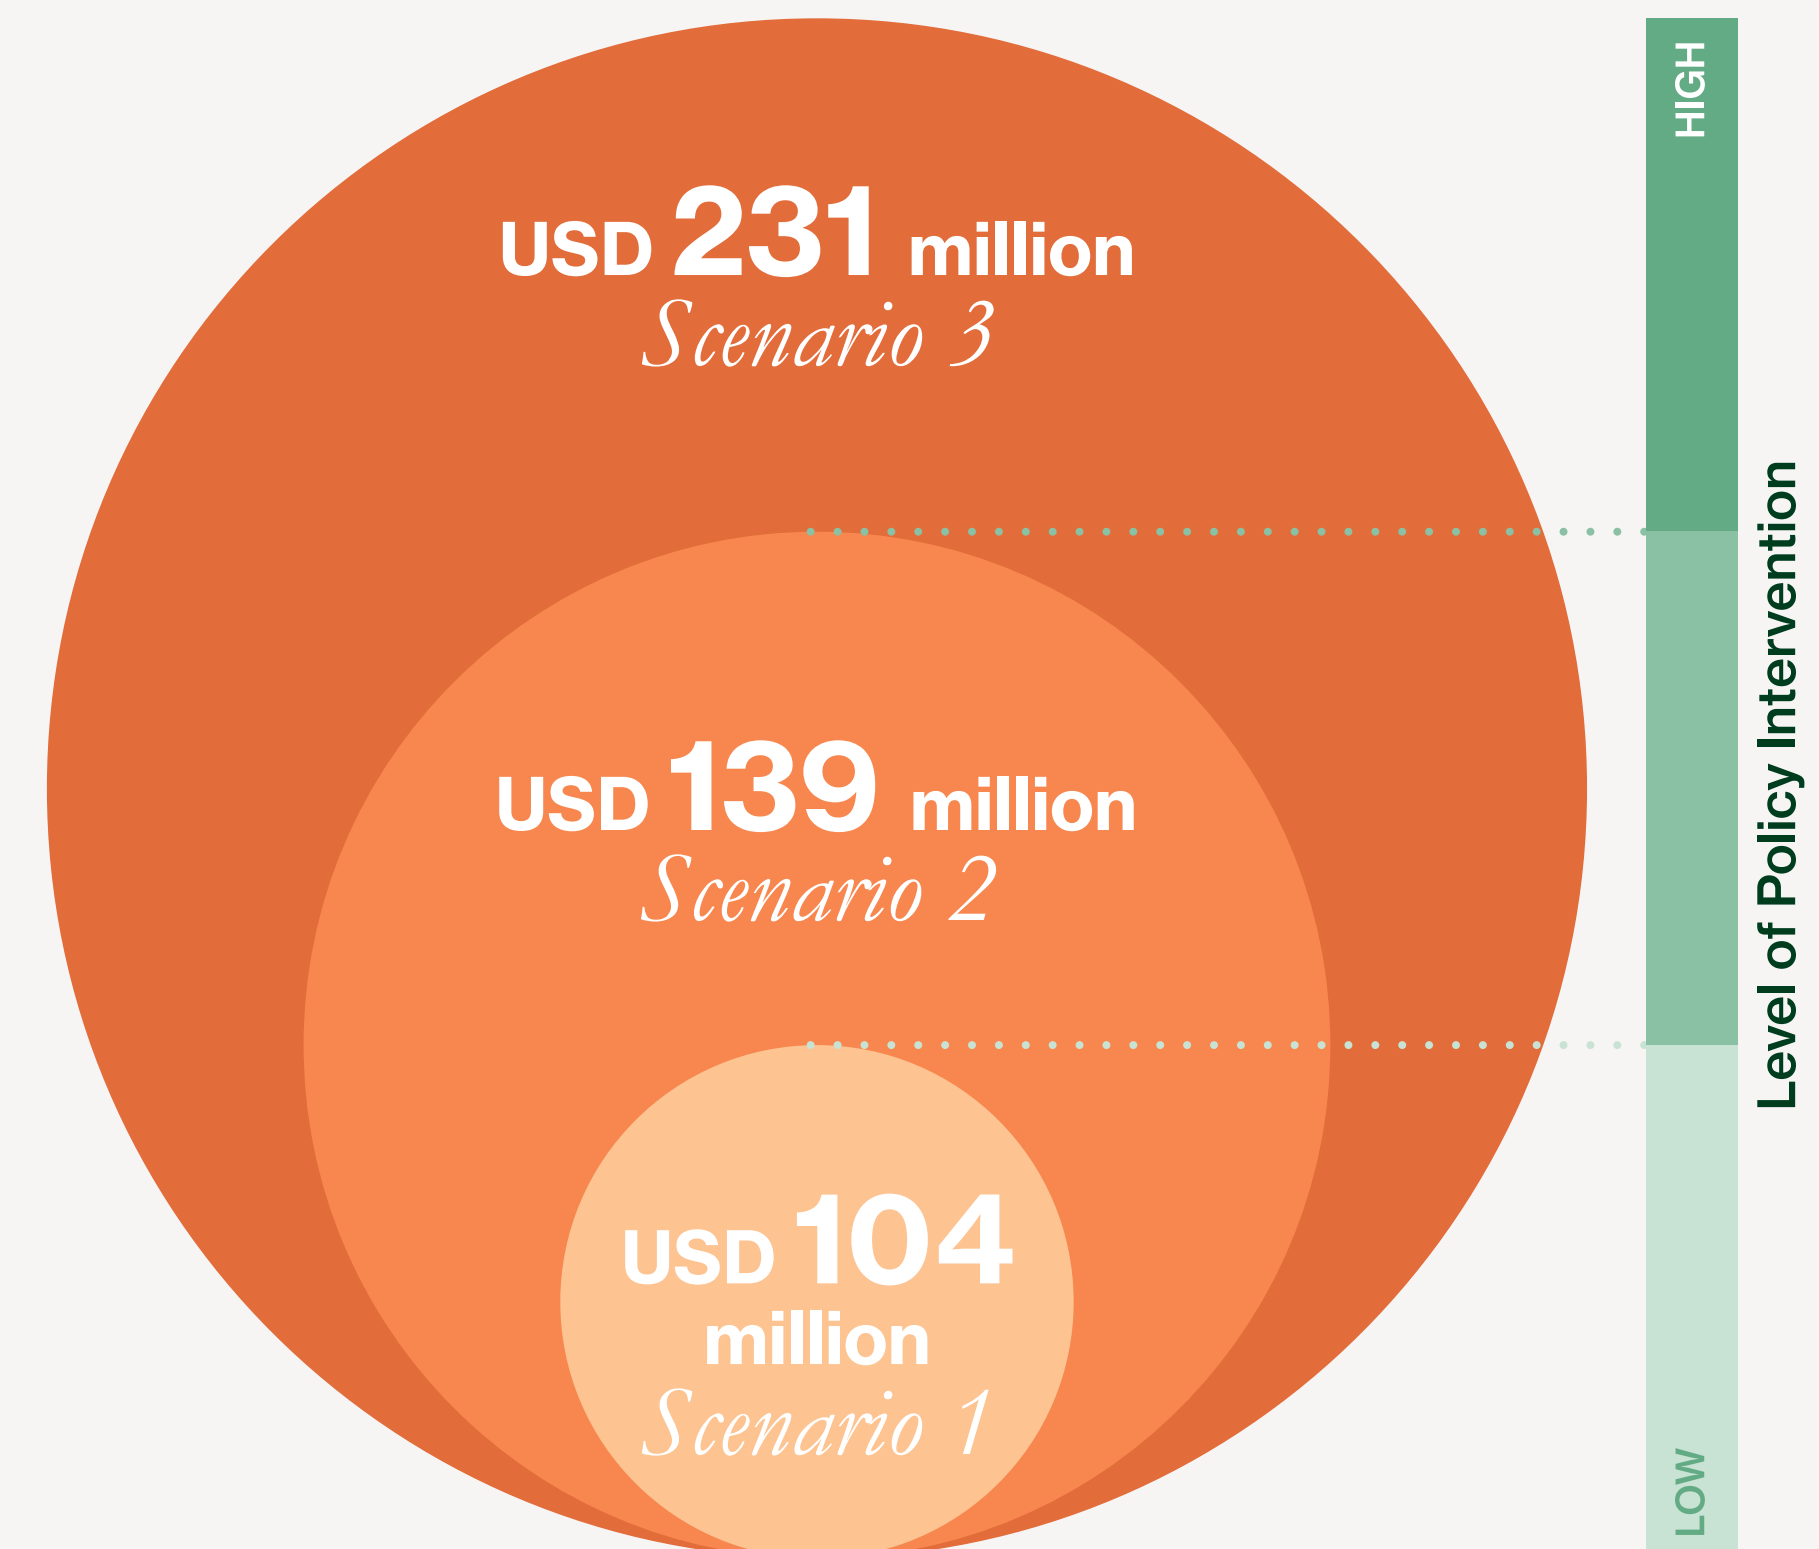 USD 231 million
Scenario 3
USD 139 million
Scenario 2
USD 104
million
Scenario 1
HIGH
Level of Policy Intervention
LOW